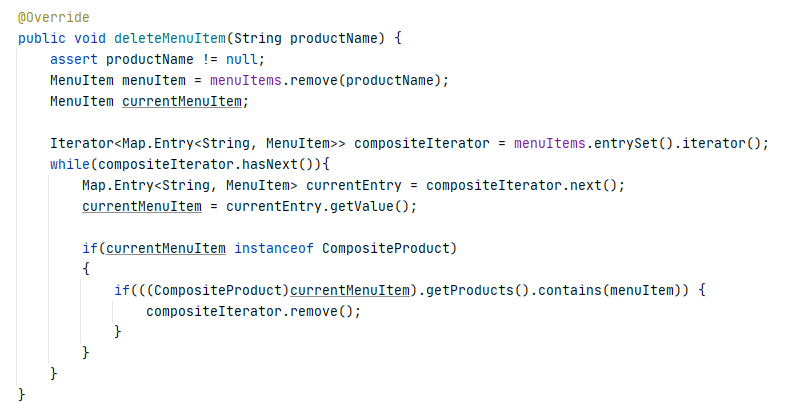 @Override
public void deleteMenuItem(String productName) {
    assert productName != null;
    MenuItem menuItem = menuItems.remove(productName);
    MenuItem currentMenuItem;

    Iterator<Map.Entry<String, MenuItem>> compositeIterator = menuItems.entrySet().iterator();
    while(compositeIterator.hasNext()){
        Map.Entry<String, MenuItem> currentEntry = compositeIterator.next();
        currentMenuItem = currentEntry.getValue();

        if(currentMenuItem instanceof CompositeProduct)
        {
            if(((CompositeProduct)currentMenuItem).getProducts().contains(menuItem)) {
                compositeIterator.remove();
            }
        }
    }
}